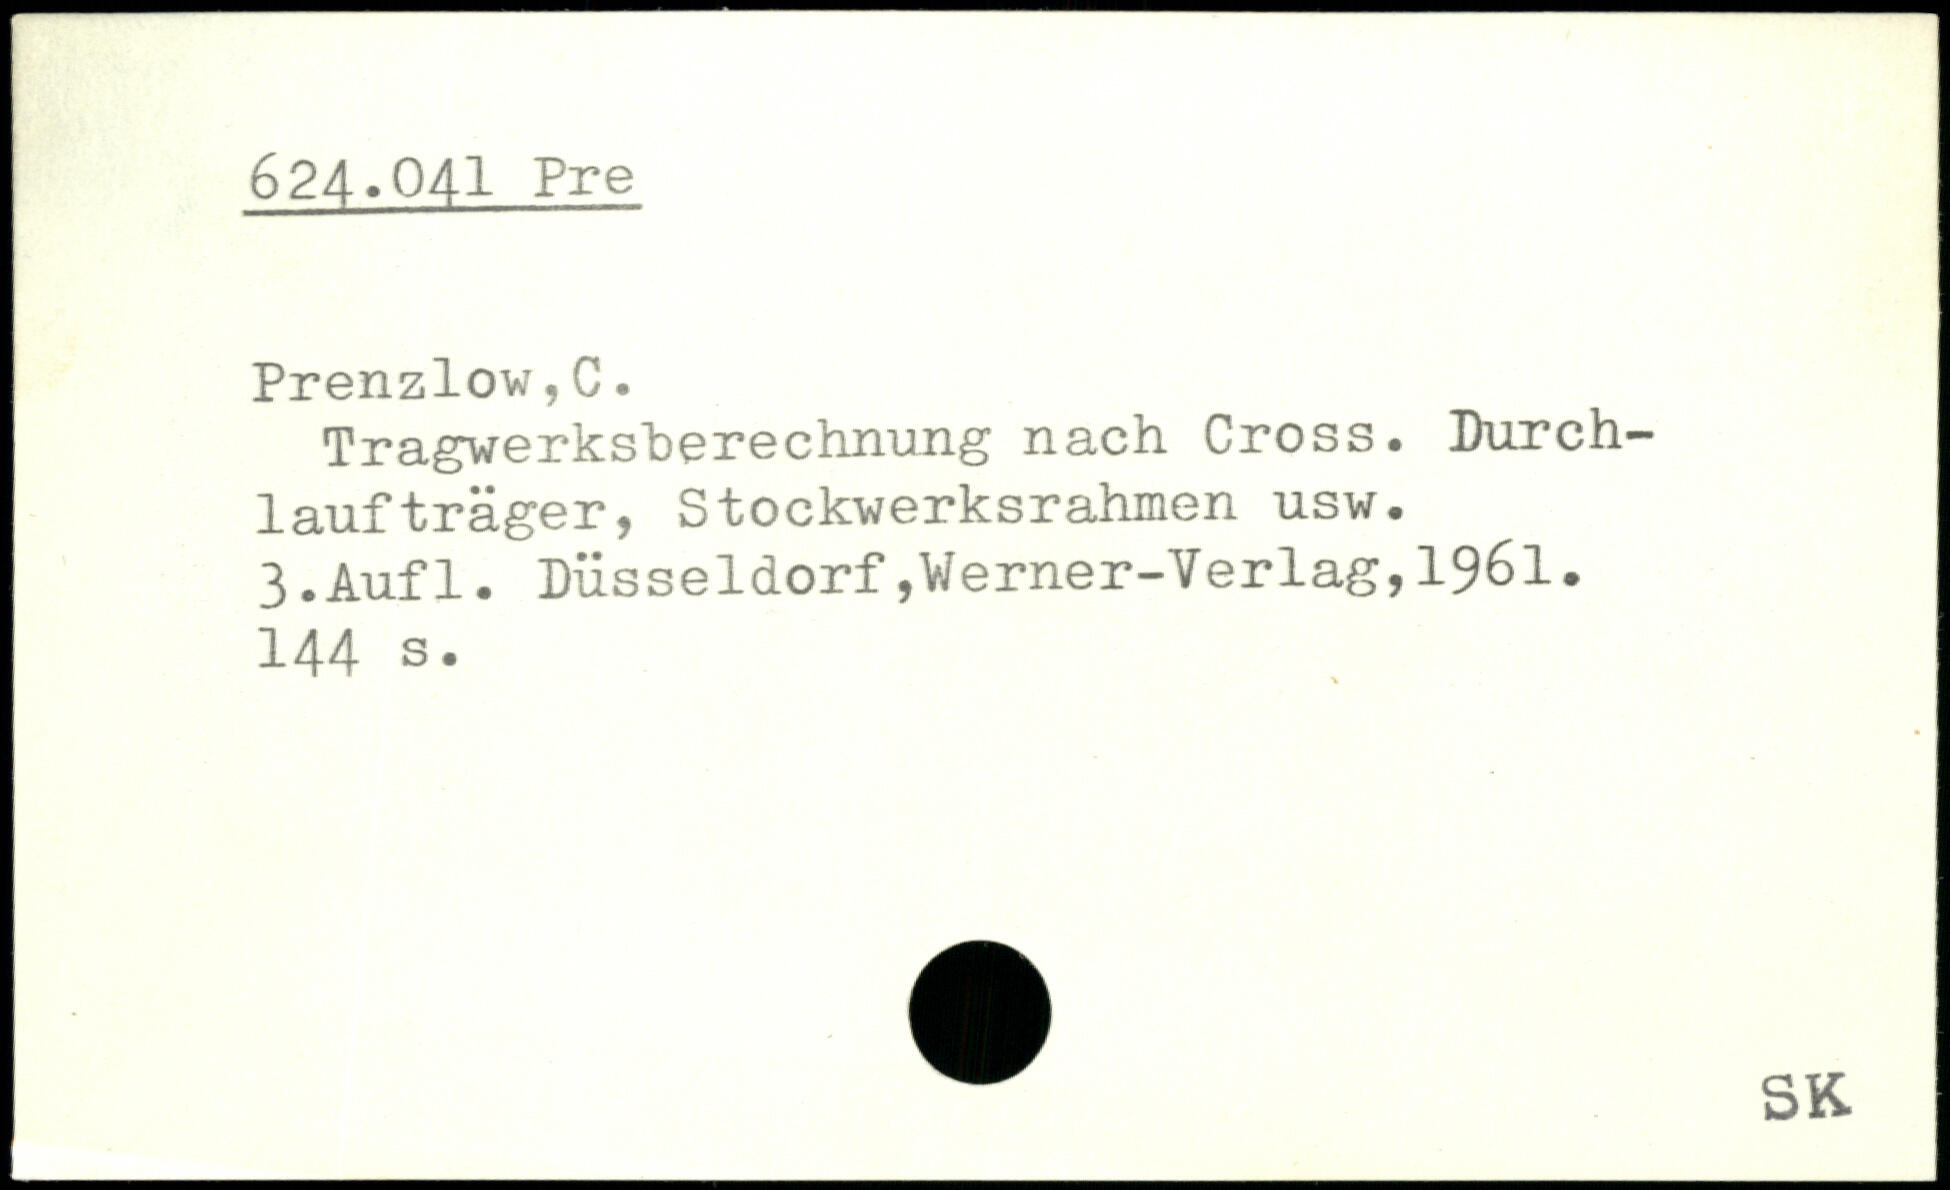 624.041 Pre
Prenzlow,C.
Tragwerksberechnung nach Cross. Durch-
laufträger, Stockwerksrahmen usw.
3.Aufl. Düsseldorf,Werner-Verlag,1961.
144 s.
SK